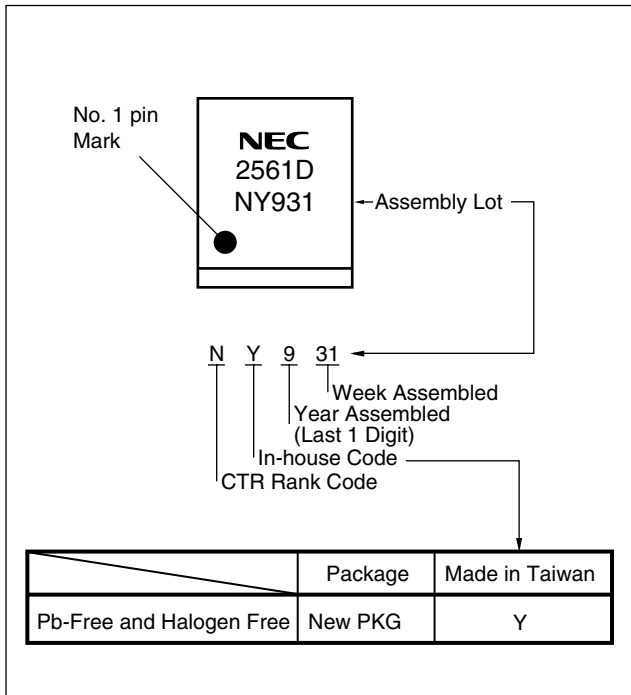 No. 1 pin
Mark
NEC
2561D
NY931
Assembly Lot
N Y 9 31
Week Assembled
Year Assembled
(Last 1 Digit)
In-house Code
CTR Rank Code
Package Made in Taiwan
Pb-Free and Halogen Free New PKG Y